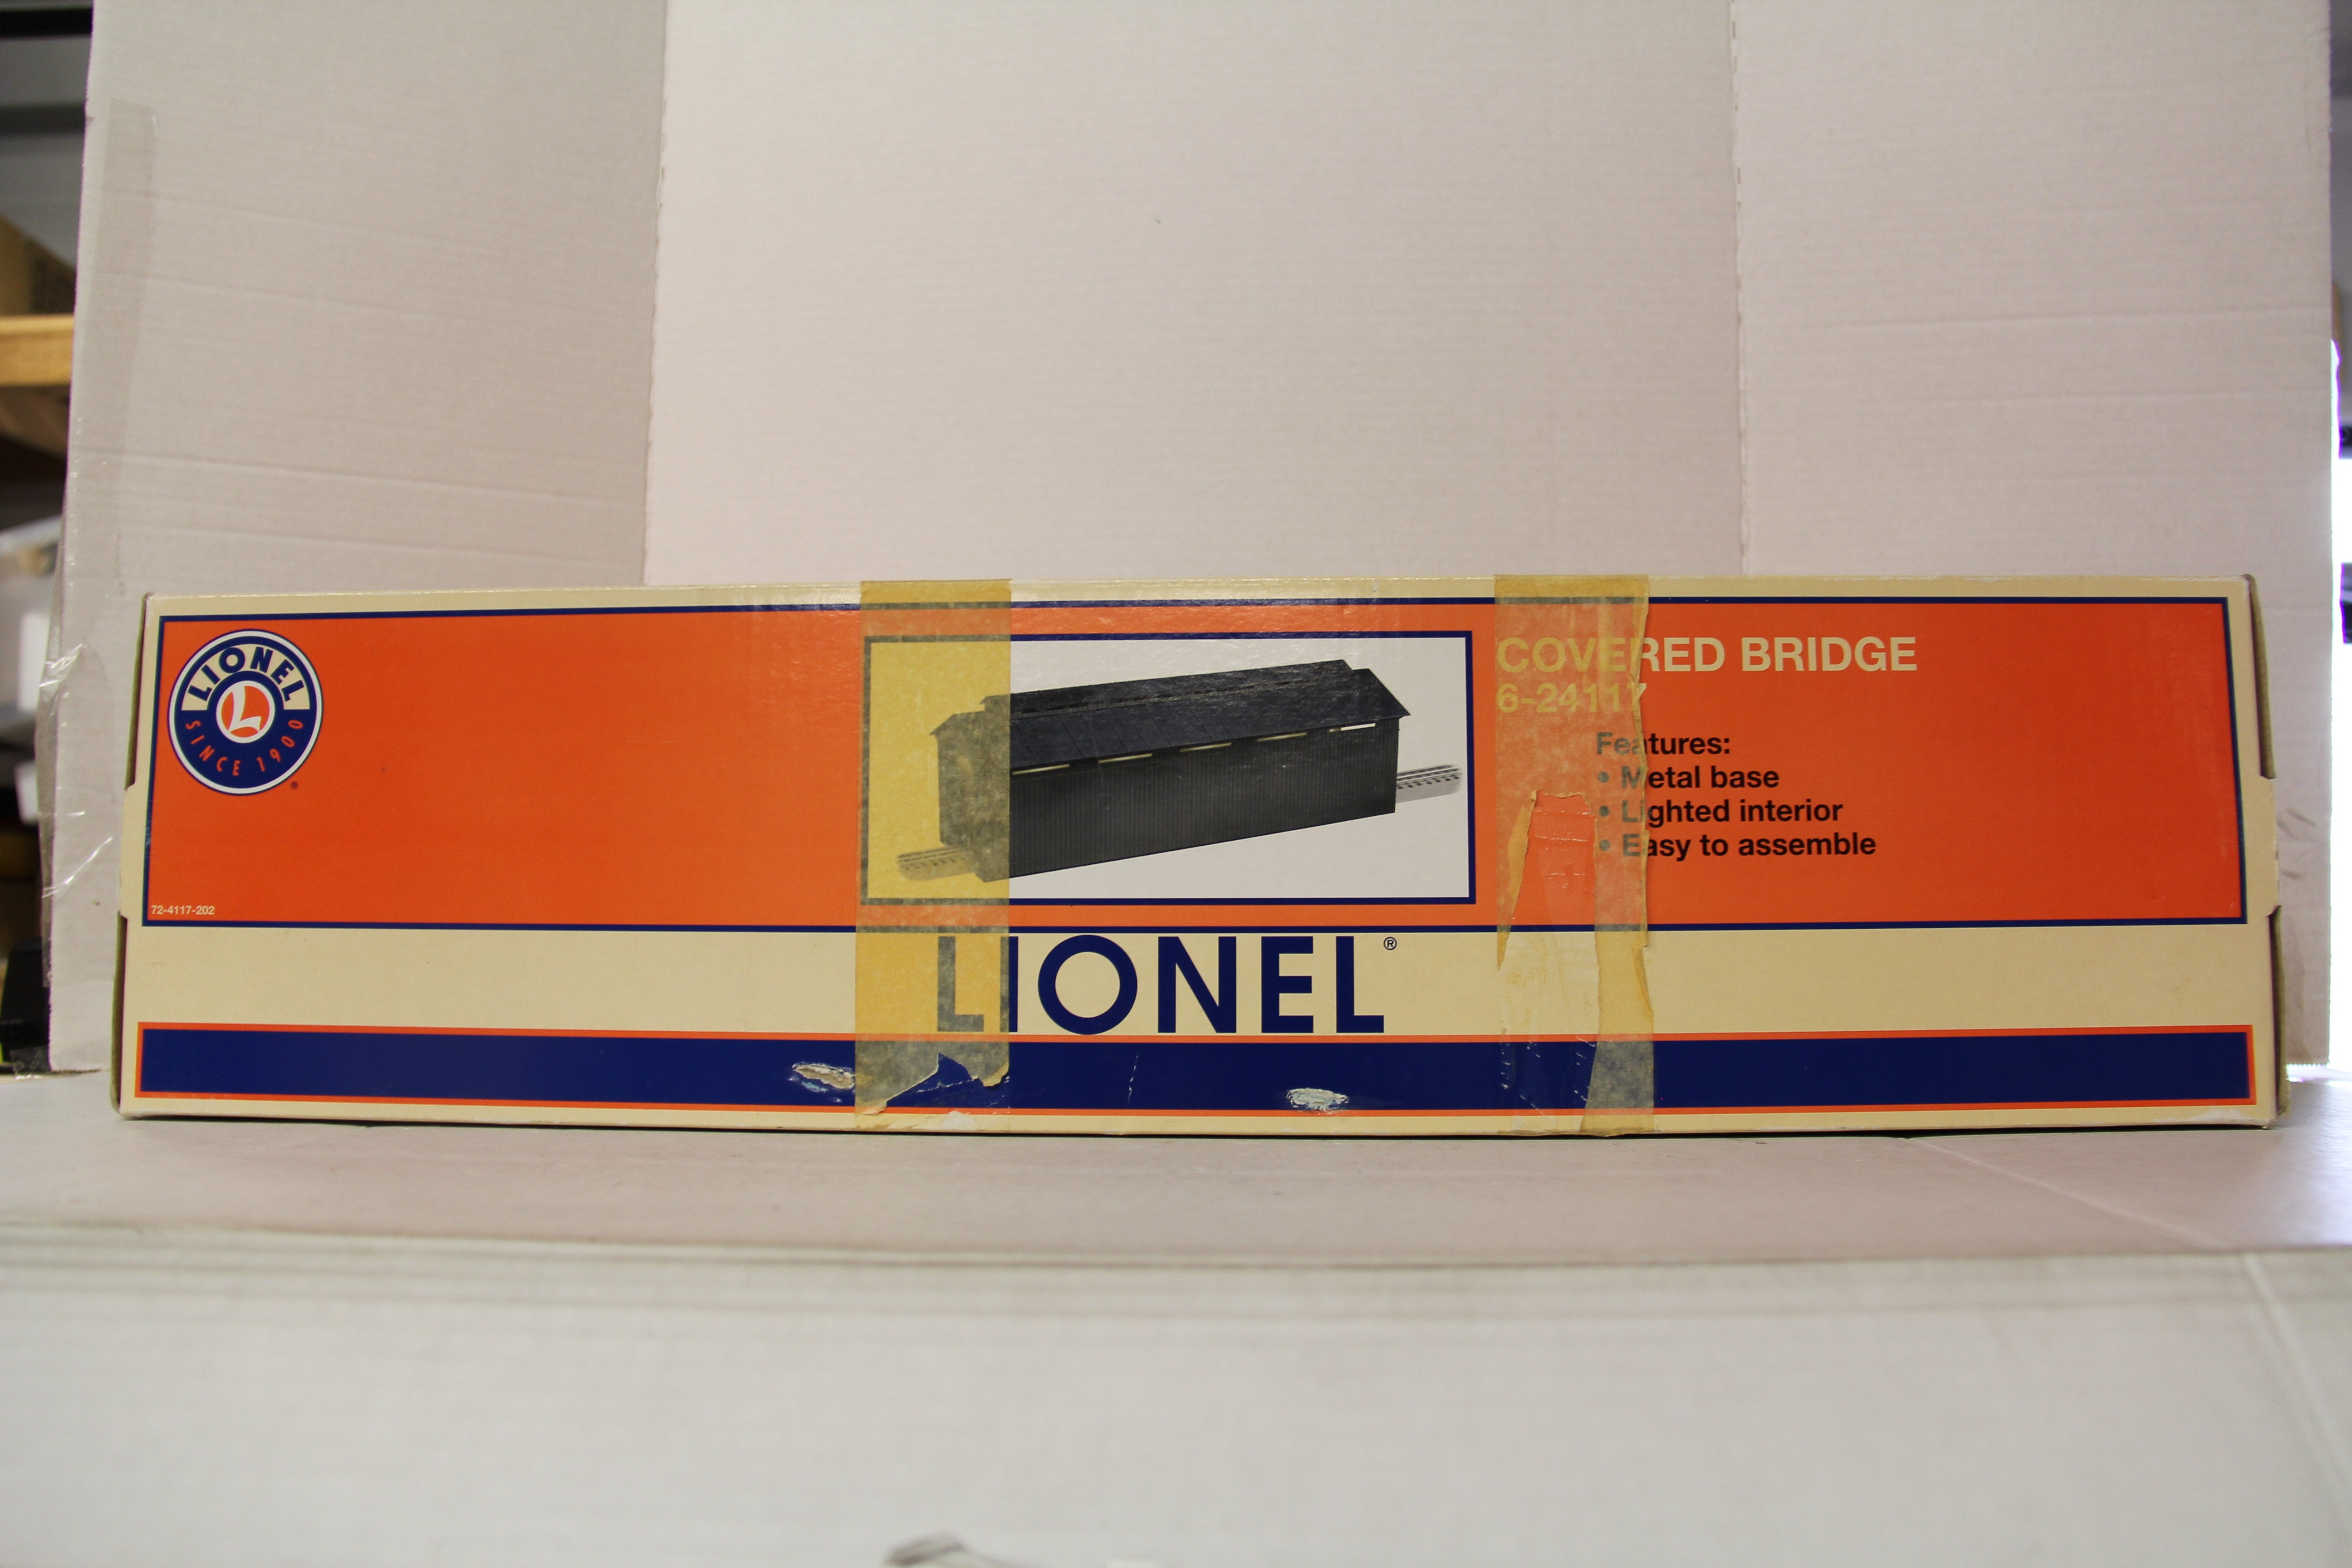 LIONEL
L
SINCE 1900
®
72-4117-202
COVERED BRIDGE
6-24117
Features:
• Metal base
• Lighted interior
• Easy to assemble
LIONEL®